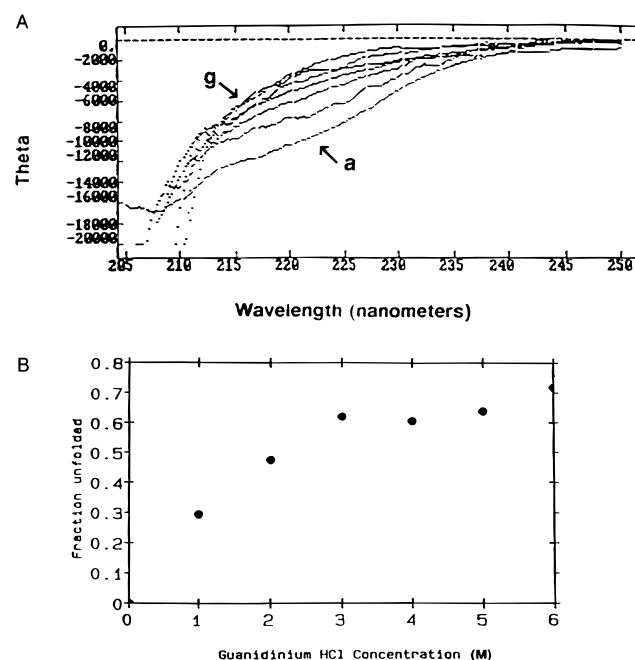 A
0.
-2000
-4000
-6000
-8000
-10000
-12000
-14000
-16000
-18000
-20000
Theta
g
a
205 210 215 220 225 230 235 240 245 250
Wavelength (nanometers)
B
0.8
0.7
0.6
0.5
0.4
0.3
0.2
0.1
0
Fraction unfolded
0 1 2 3 4 5 6
Guanidinium HCl Concentration (M)